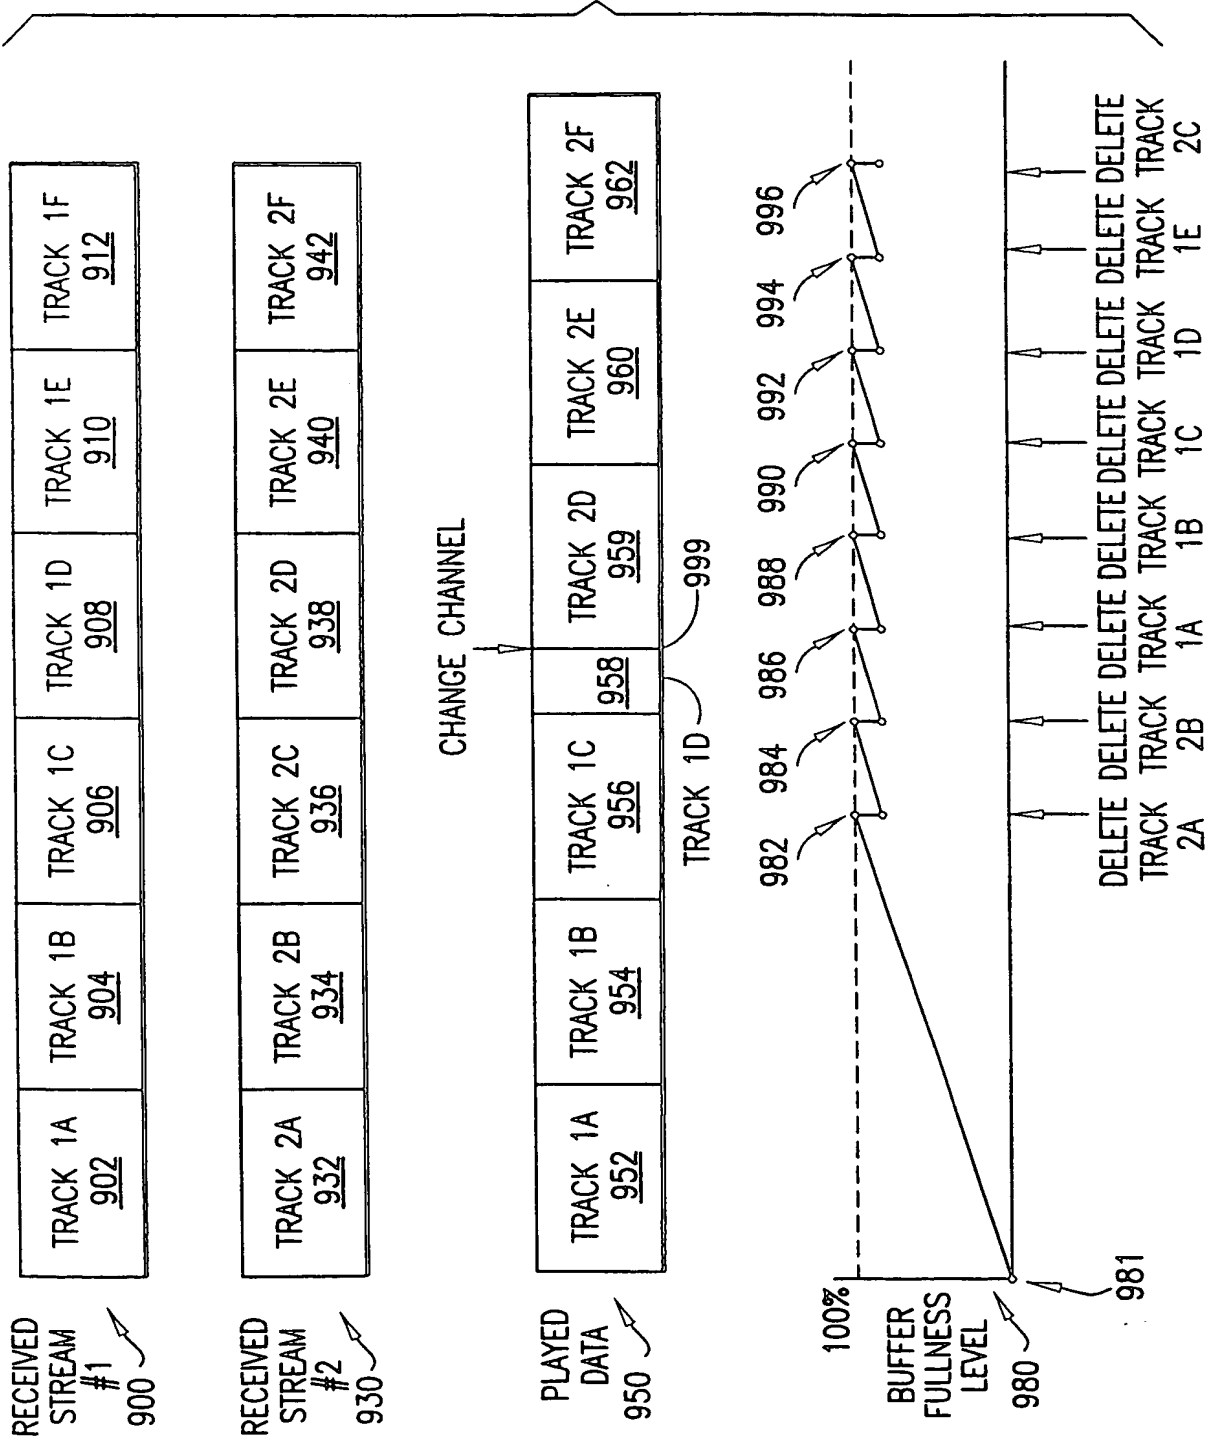 RECEIVED
STREAM
#1
900
TRACK 1A
902
TRACK 1B
904
TRACK 1C
906
TRACK 1D
908
TRACK 1E
910
TRACK 1F
912
RECEIVED
STREAM
#2
930
TRACK 2A
932
TRACK 2B
934
TRACK 2C
936
TRACK 2D
938
TRACK 2E
940
TRACK 2F
942
CHANGE CHANNEL
PLAYED
DATA
950
TRACK 1A
952
TRACK 1B
954
TRACK 1C
956
958
TRACK 2D
959
TRACK 2E
960
TRACK 2F
962
TRACK 1D
999
100%
BUFFER
FULLNESS
LEVEL
980
981
982
984
986
988
990
992
994
996
DELETE
TRACK
2A
DELETE
TRACK
2B
DELETE
TRACK
1A
DELETE
TRACK
1B
DELETE
TRACK
1C
DELETE
TRACK
1D
DELETE
TRACK
1E
DELETE
TRACK
2C